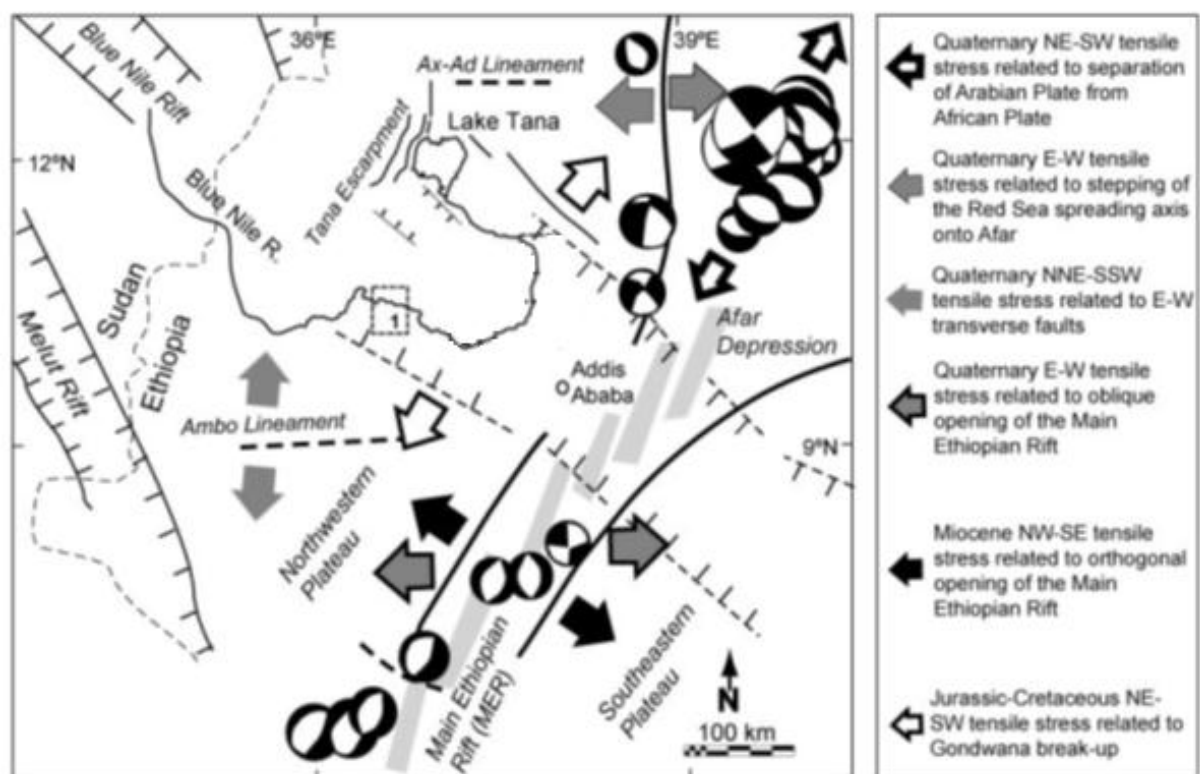 36ºE
39ºE
Blue Nile Rift
Ax-Ad Lineament
Lake Tana
12ºN
Tana Escarpment
Blue Nile R.
Sudan
Ethiopia
Melut Rift
1
Afar
Depression
Addis
Ababa
Ambo Lineament
9ºN
Northwestern
Plateau
Main Ethiopian
Rift (MER)
Southeastern
Plateau
N
100 km
Quaternary NE-SW tensile
stress related to separation
of Arabian Plate from
African Plate
Quaternary E-W tensile
stress related to stepping of
the Red Sea spreading axis
onto Afar
Quaternary NNE-SSW
tensile stress related to E-W
transverse faults
Quaternary E-W tensile
stress related to oblique
opening of the Main
Ethiopian Rift
Miocene NW-SE tensile
stress related to orthogonal
opening of the Main
Ethiopian Rift
Jurassic-Cretaceous NE-
SW tensile stress related to
Gondwana break-up